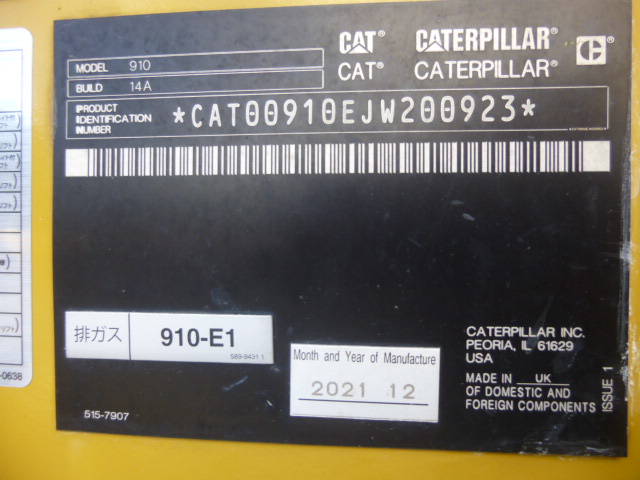 CAT® CATERPILLAR®
CAT® CATERPILLAR® C
MODEL 910
BUILD 14A
PRODUCT IDENTIFICATION NUMBER *CAT00910EJW200923*
排ガス 910-E1
589-9431 1
Month and Year of Manufacture
2021 12
CATERPILLAR INC.
PEORIA, IL 61629
USA
MADE IN UK
OF DOMESTIC AND
FOREIGN COMPONENTS
ISSUE 1
515-7907
-0638